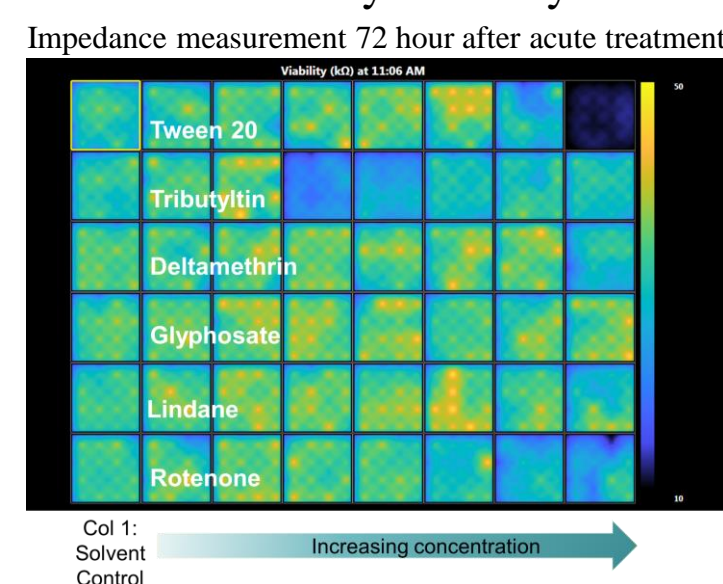 Impedance measurement 72 hour after acute treatment
Viability (kΩ) at 11:06 AM
50
Tween 20
Tributyltin
Deltamethrin
Glyphosate
Lindane
Rotenone
10
Col 1:
Solvent
Control
Increasing concentration